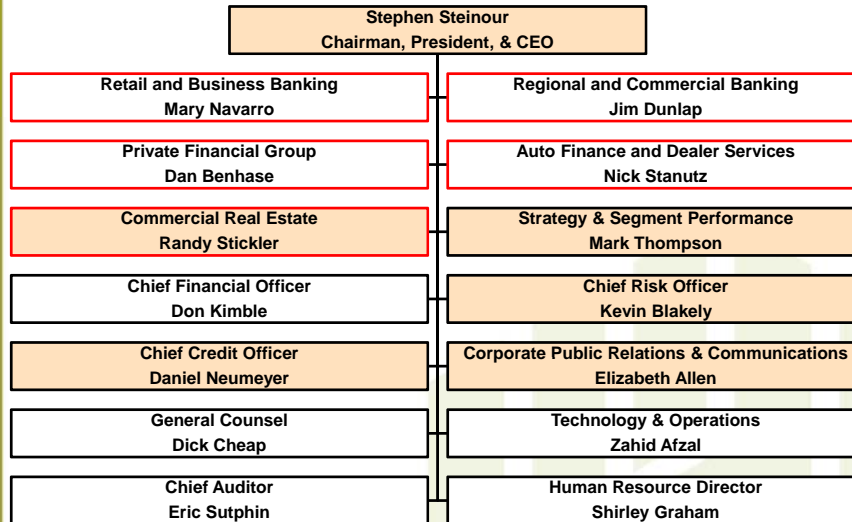 Stephen Steinour
Chairman, President, & CEO
Retail and Business Banking
Mary Navarro
Regional and Commercial Banking
Jim Dunlap
Private Financial Group
Dan Benhase
Auto Finance and Dealer Services
Nick Stanutz
Commercial Real Estate
Randy Stickler
Strategy & Segment Performance
Mark Thompson
Chief Financial Officer
Don Kimble
Chief Risk Officer
Kevin Blakely
Chief Credit Officer
Daniel Neumeyer
Corporate Public Relations & Communications
Elizabeth Allen
General Counsel
Dick Cheap
Technology & Operations
Zahid Afzal
Chief Auditor
Eric Sutphin
Human Resource Director
Shirley Graham